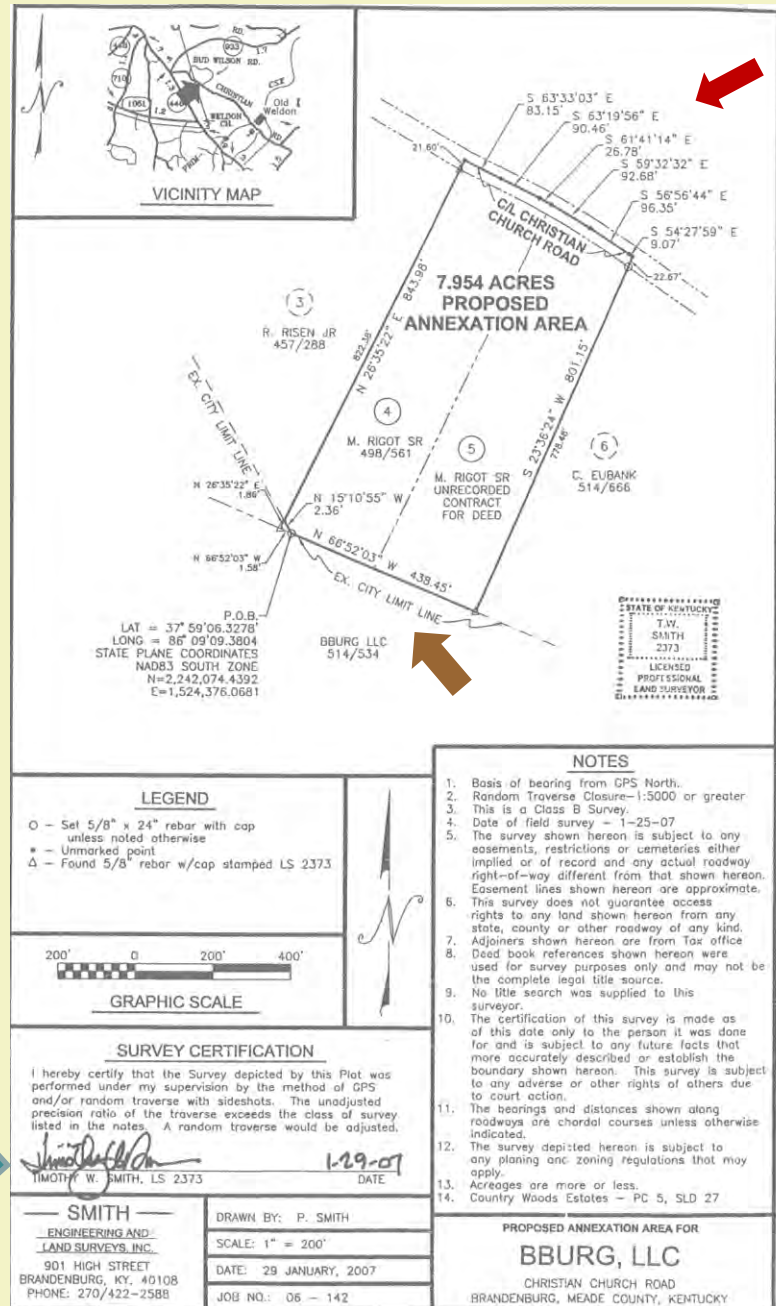 440
933
RD.
1.7
BUD WILSON RD.
710
1.3
CHRISTIAN
CSX
Old
Weldon
1051
1.2
448
WELDON
CH.
RD
VICINITY MAP
S 63°33'03" E
83.15'
S 63°19'56" E
90.46'
S 61°41'14" E
26.78'
S 59°32'32" E
92.68'
S 56°56'44" E
96.35'
S 54°27'59" E
9.07'
21.60'
22.67'
C/L CHRISTIAN
CHURCH ROAD
7.954 ACRES
PROPOSED
ANNEXATION AREA
3
R. RISEN JR
457/288
N 26°35'22" E 843.98'
822.38'
EX. CITY LIMIT LINE
4
M. RIGOT SR
498/561
5
M. RIGOT SR
UNRECORDED
CONTRACT
FOR DEED
S 23°36'24" W 801.15'
778.48'
6
C. EUBANK
514/666
N 26°35'22" E
1.86'
N 15°10'55" W
2.36'
N 66°52'03" W
1.58'
N 66°52'03" W 438.45'
EX. CITY LIMIT LINE
P.O.B.
LAT = 37° 59'06.3278'
LONG = 86° 09'09.3804
STATE PLANE COORDINATES
NAD83 SOUTH ZONE
N=2,242,074.4392
E=1,524,376.0681
BBURG LLC
514/534
STATE OF KENTUCKY
T.W.
SMITH
2373
LICENSED
PROFESSIONAL
LAND SURVEYOR
LEGEND
O – Set 5/8" x 24" rebar with cap
unless noted otherwise
• – Unmarked point
Δ – Found 5/8" rebar w/cap stamped LS 2373
200' 0 200' 400'
GRAPHIC SCALE
SURVEY CERTIFICATION
I hereby certify that the Survey depicted by this Plat was
performed under my supervision by the method of GPS
and/or random traverse with sideshots. The unadjusted
precision ratio of the traverse exceeds the class of survey
listed in the notes. A random traverse would be adjusted.
1-29-07
TIMOTHY W. SMITH, LS 2373 DATE
SMITH
ENGINEERING AND
LAND SURVEYS, INC.
901 HIGH STREET
BRANDENBURG, KY. 40108
PHONE: 270/422-2588
DRAWN BY: P. SMITH
SCALE: 1" = 200'
DATE: 29 JANUARY, 2007
JOB NO.: 06 – 142
NOTES
1. Basis of bearing from GPS North.
2. Random Traverse Closure–1:5000 or greater
3. This is a Class B Survey.
4. Date of field survey – 1-25-07
5. The survey shown hereon is subject to any
easements, restrictions or cemeteries either
implied or of record and any actual roadway
right-of-way different from that shown hereon.
Easement lines shown hereon are approximate.
6. This survey does not guarantee access
rights to any land shown hereon from any
state, county or other roadway of any kind.
7. Adjoiners shown hereon are from Tax office
8. Deed book references shown hereon were
used for survey purposes only and may not be
the complete legal title source.
9. No title search was supplied to this
surveyor.
10. The certification of this survey is made as
of this date only to the person it was done
for and is subject to any future facts that
more accurately described or establish the
boundary shown hereon. This survey is subject
to any adverse or other rights of others due
to court action.
11. The bearings and distances shown along
roadways are chordal courses unless otherwise
indicated.
12. The survey depicted hereon is subject to
any planing and zoning regulations that may
apply.
13. Acreages are more or less.
14. Country Woods Estates – PC 5, SLD 27
PROPOSED ANNEXATION AREA FOR
BBURG, LLC
CHRISTIAN CHURCH ROAD
BRANDENBURG, MEADE COUNTY, KENTUCKY